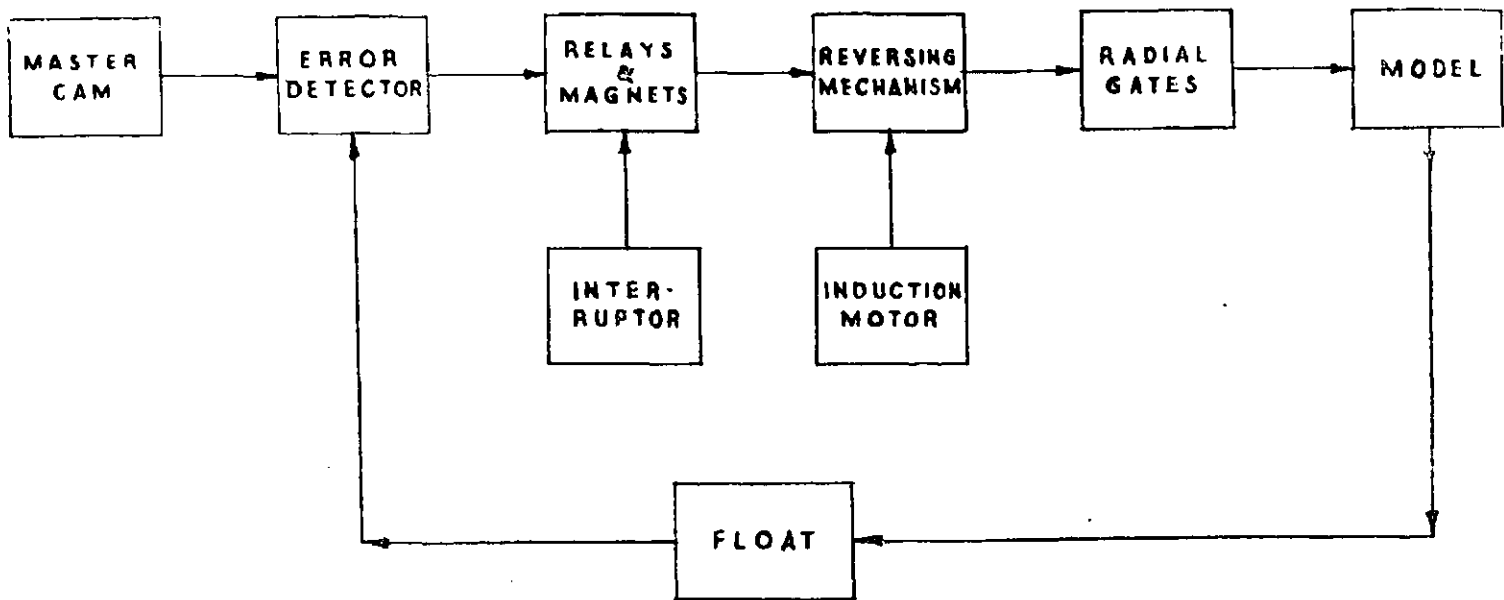 MASTER
CAM
ERROR
DETECTOR
RELAYS
&
MAGNETS
REVERSING
MECHANISM
RADIAL
GATES
MODEL
INTER-
RUPTOR
INDUCTION
MOTOR
FLOAT